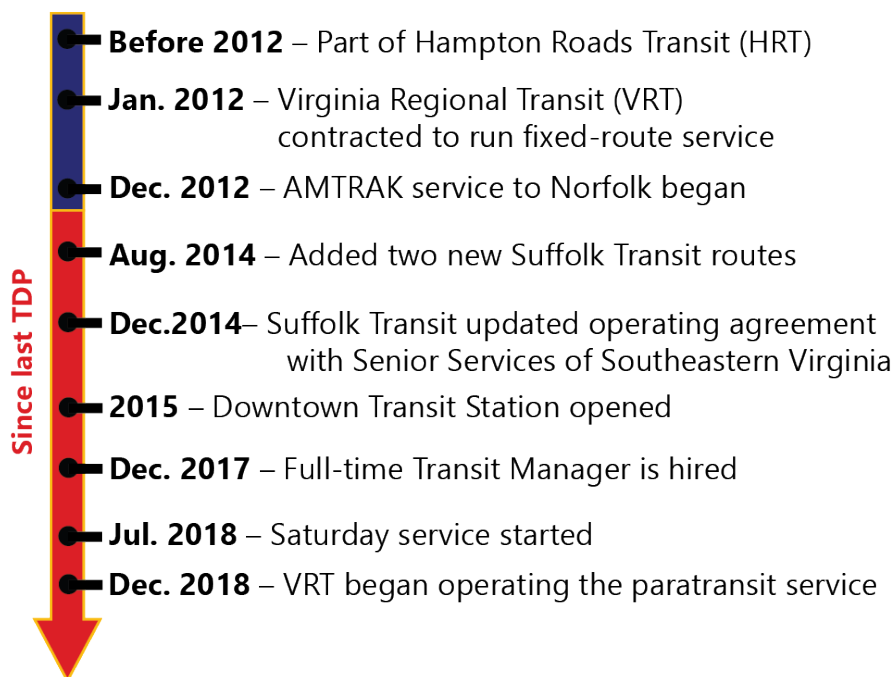 Before 2012 – Part of Hampton Roads Transit (HRT)
Jan. 2012 – Virginia Regional Transit (VRT)
contracted to run fixed-route service
Dec. 2012 – AMTRAK service to Norfolk began
Since last TDP
Aug. 2014 – Added two new Suffolk Transit routes
Dec.2014– Suffolk Transit updated operating agreement
with Senior Services of Southeastern Virginia
2015 – Downtown Transit Station opened
Dec. 2017 – Full-time Transit Manager is hired
Jul. 2018 – Saturday service started
Dec. 2018 – VRT began operating the paratransit service